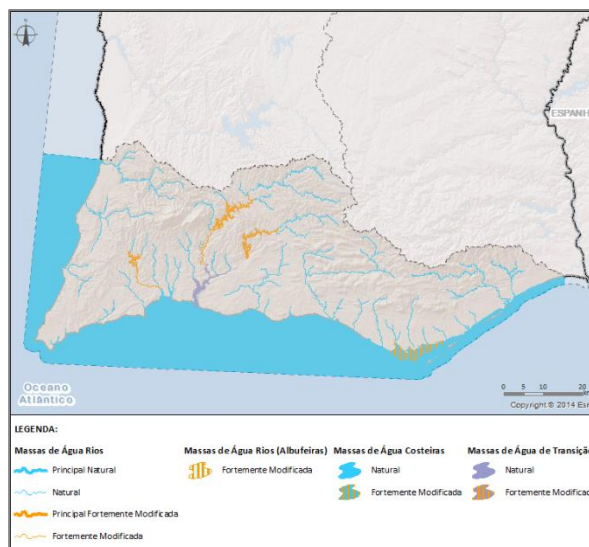 N
ESPANH
Oceano
Atlântico
0 5 10 20
Copyright © 2014 Esr
LEGENDA:
Massas de Água Rios
Principal Natural
Natural
Principal Fortemente Modificada
Fortemente Modificada
Massas de Água Rios (Albufeiras)
Fortemente Modificada
Massas de Água Costeiras
Natural
Fortemente Modificada
Massas de Água de Transição
Natural
Fortemente Modificad